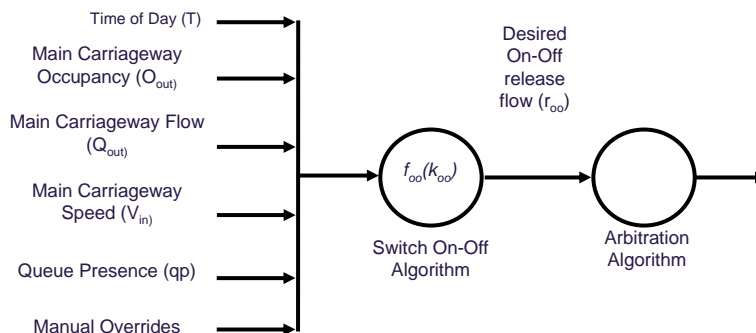 Time of Day (T)
Main Carriageway
Occupancy (Oout)
Main Carriageway Flow
(Qout)
Main Carriageway
Speed (Vin)
Queue Presence (qp)
Manual Overrides
foo(koo)
Switch On-Off
Algorithm
Desired
On-Off
release
flow (roo)
Arbitration
Algorithm